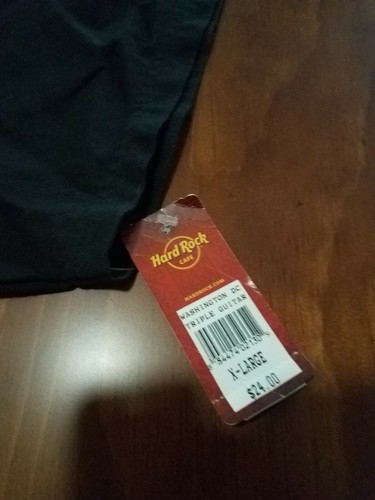 Hard Rock
CAFE
HARDROCK.COM
WASHINGTON DC
TRIPLE GUITAR
X-LARGE
$24.00